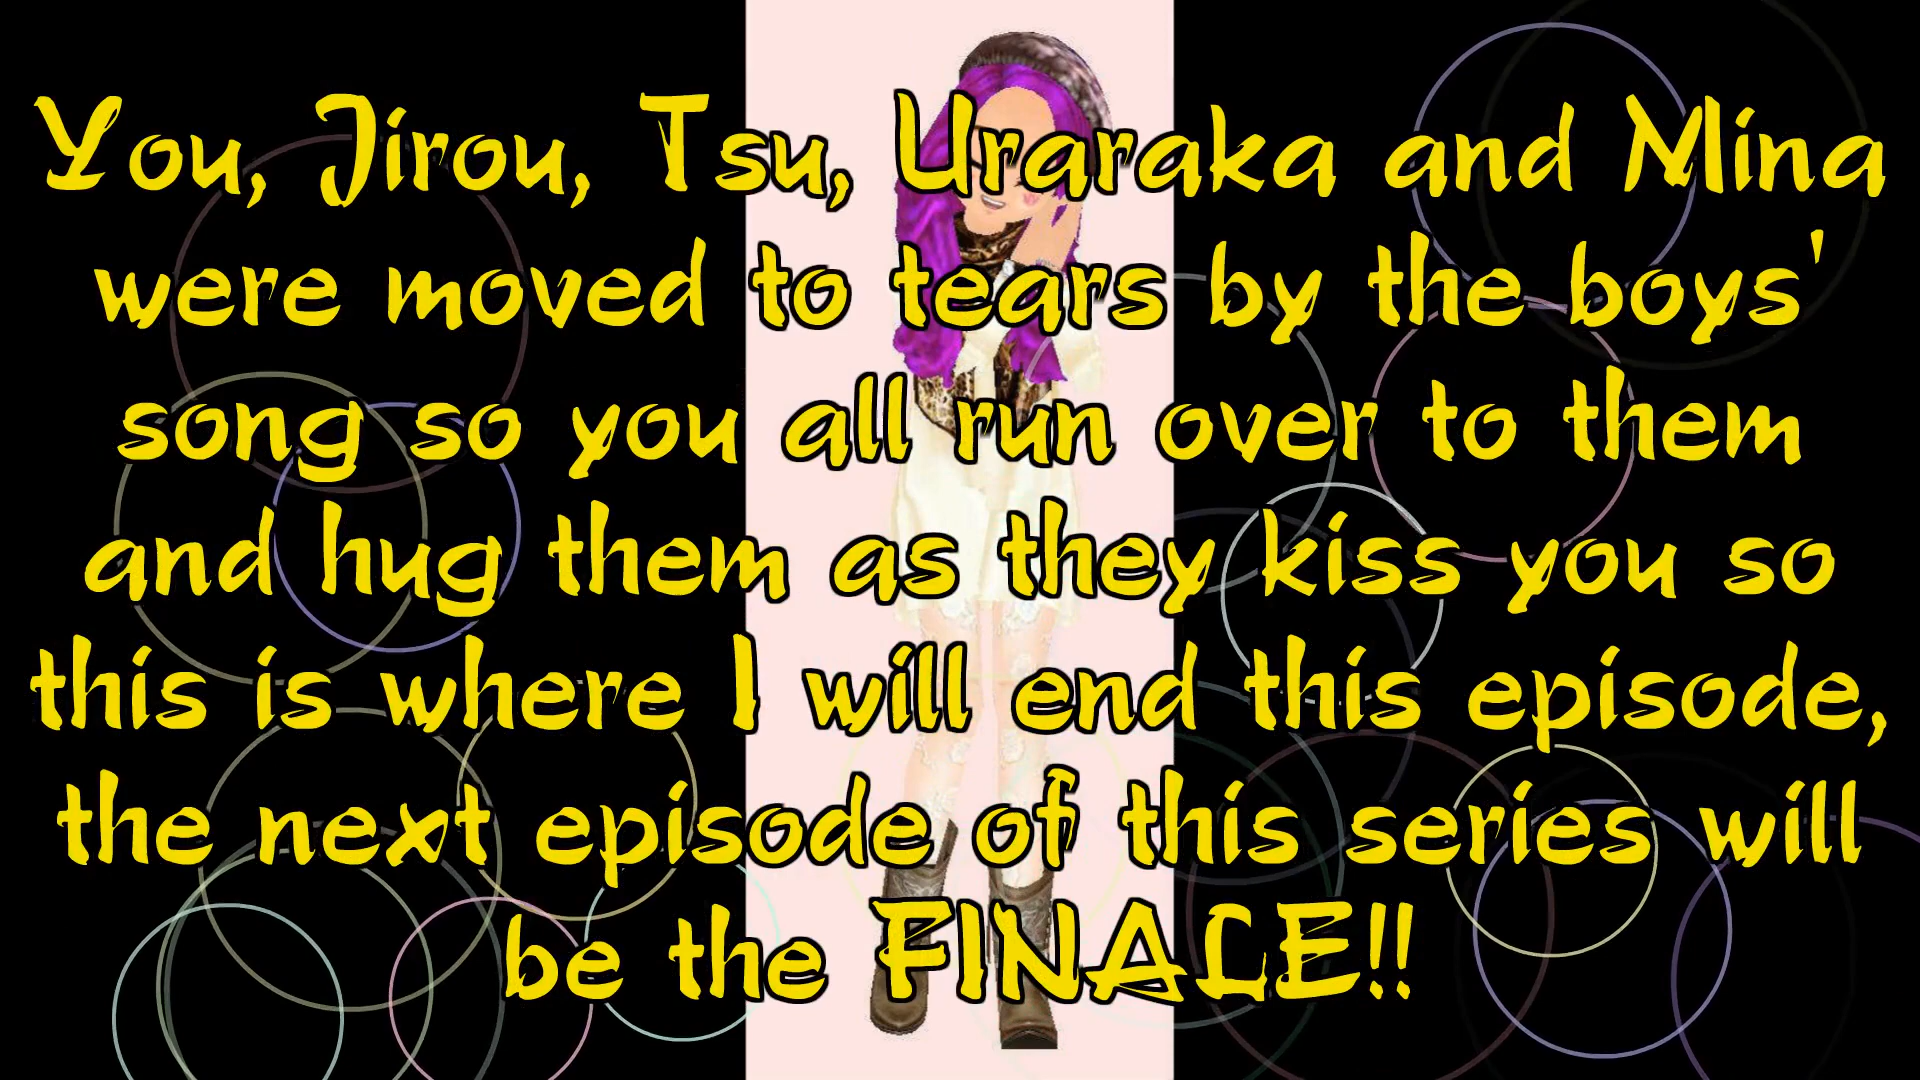 You, Jirou, Tsu, Uraraka and Mina
were moved to tears by the boys'
song so you all run over to them
and hug them as they kiss you so
this is where I will end this episode,
the next episode of this series will
be the FINALE!!